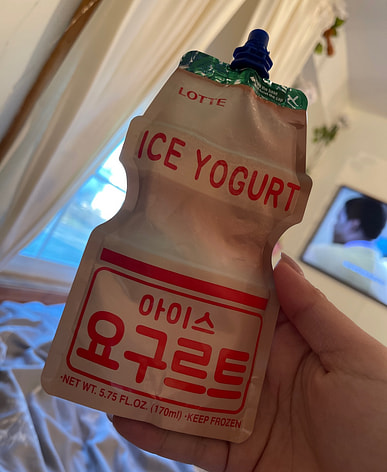 LOTTE
ICE YOGURT
아이스
요구르트
·NET WT. 5.75 FL.OZ. (170ml) ·KEEP FROZEN